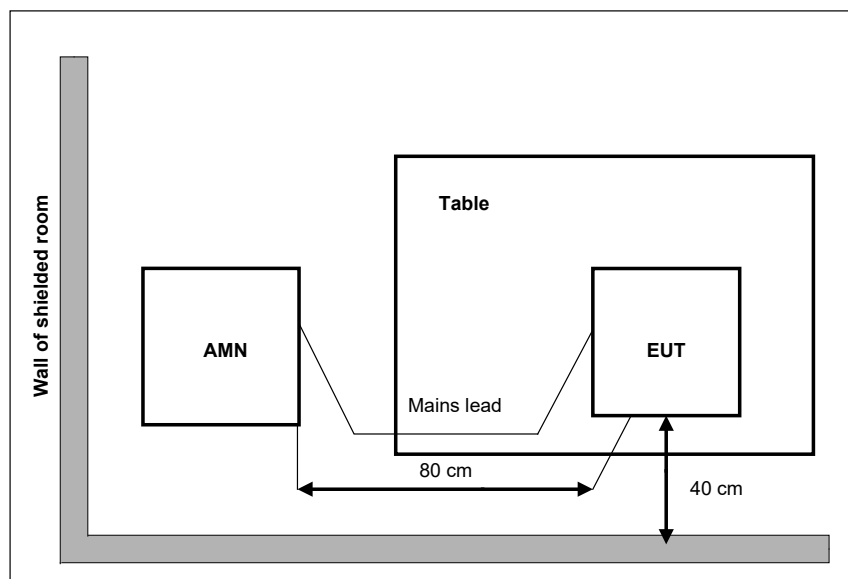 Wall of shielded room
Table
AMN
EUT
Mains lead
80 cm
40 cm